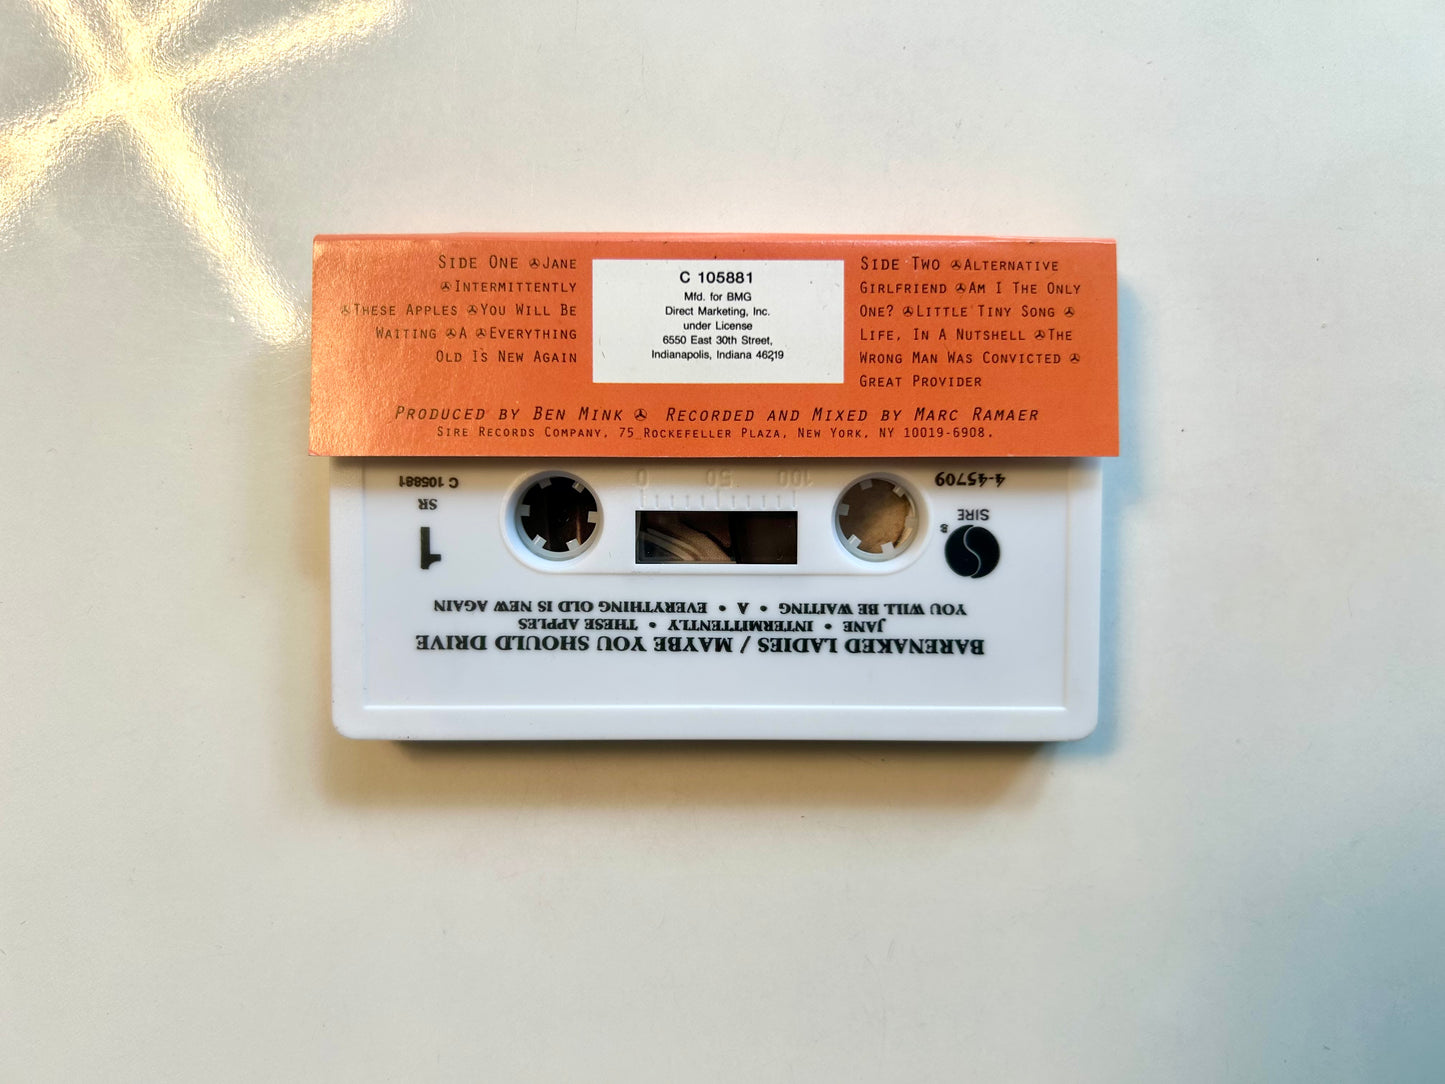 SIDE ONE ✇JANE
✇INTERMITTENTLY
✇THESE APPLES ✇YOU WILL BE
WAITING ✇A ✇EVERYTHING
OLD IS NEW AGAIN
C 105881
Mfd. for BMG
Direct Marketing, Inc.
under License
6550 East 30th Street,
Indianapolis, Indiana 46219
SIDE TWO ✇ALTERNATIVE
GIRLFRIEND ✇AM I THE ONLY
ONE? ✇LITTLE TINY SONG ✇
LIFE, IN A NUTSHELL ✇THE
WRONG MAN WAS CONVICTED ✇
GREAT PROVIDER
PRODUCED BY BEN MINK ✇ RECORDED AND MIXED BY MARC RAMAER
SIRE RECORDS COMPANY, 75 ROCKEFELLER PLAZA, NEW YORK, NY 10019-6908.
BARENAKED LADIES / MAYBE YOU SHOULD DRIVE
JANE • INTERMITTENTLY • THESE APPLES
YOU WILL BE WAITING • A • EVERYTHING OLD IS NEW AGAIN
SIRE
®
1
SR
4-45709
C 105881
0 50 100